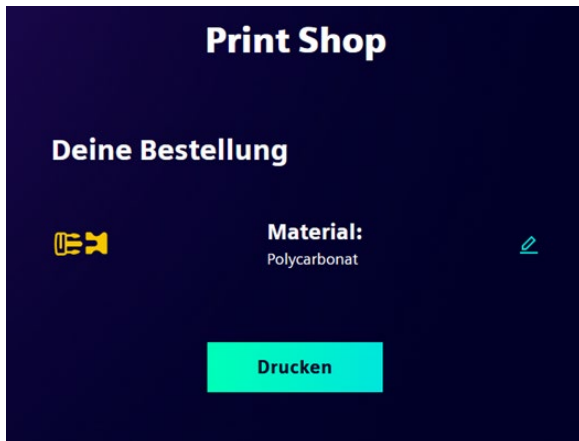 Print Shop
Deine Bestellung
Material:
Polycarbonat
Drucken